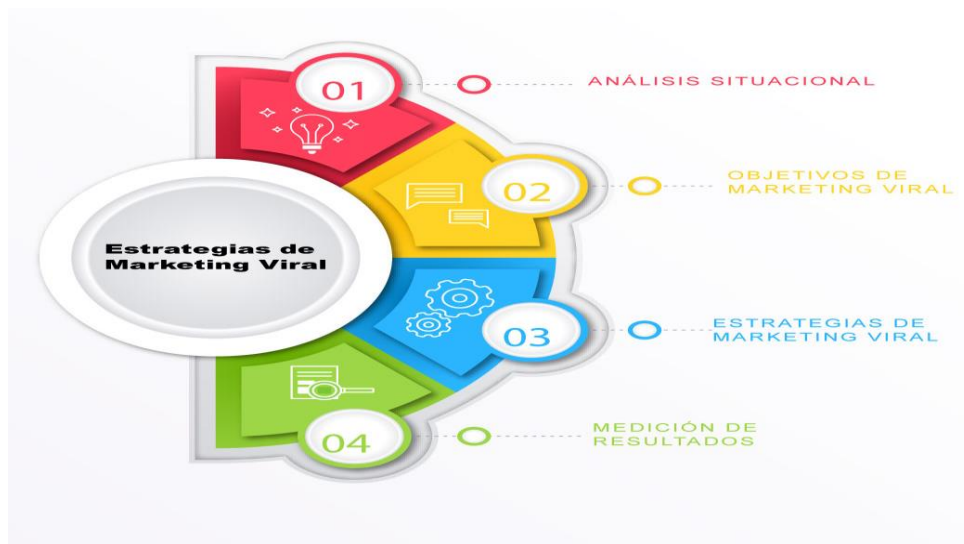 01
ANÁLISIS SITUACIONAL
02
OBJETIVOS DE
MARKETING VIRAL
Estrategias de
Marketing Viral
03
ESTRATEGIAS DE
MARKETING VIRAL
04
MEDICIÓN DE
RESULTADOS